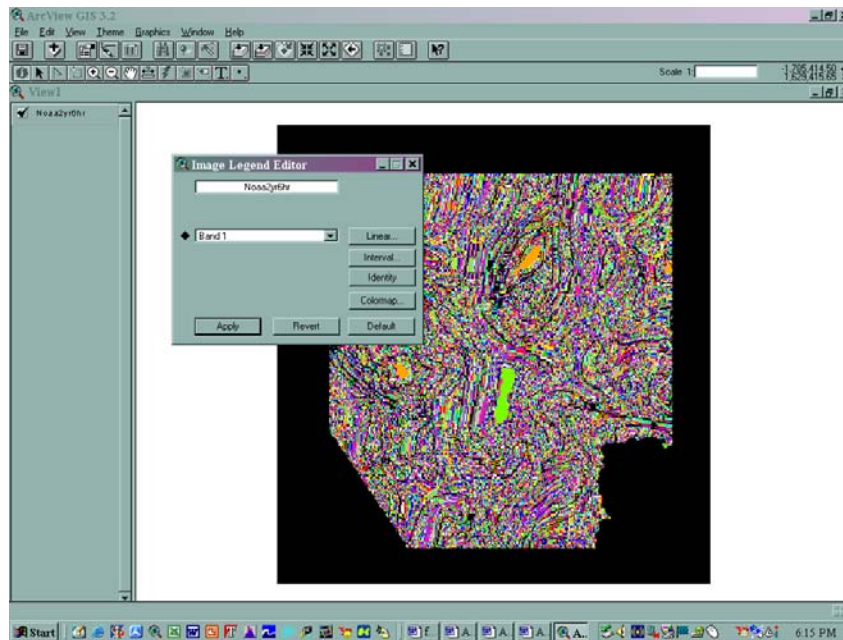 ArcView GIS 3.2
File Edit View Theme Graphics Window Help
Scale 1:
View1
Noaa2yr6hr
Image Legend Editor
Noaa2yr6hr
Band 1
Linear...
Interval...
Identity
Colormap...
Apply Revert Default
Start
6:15 PM